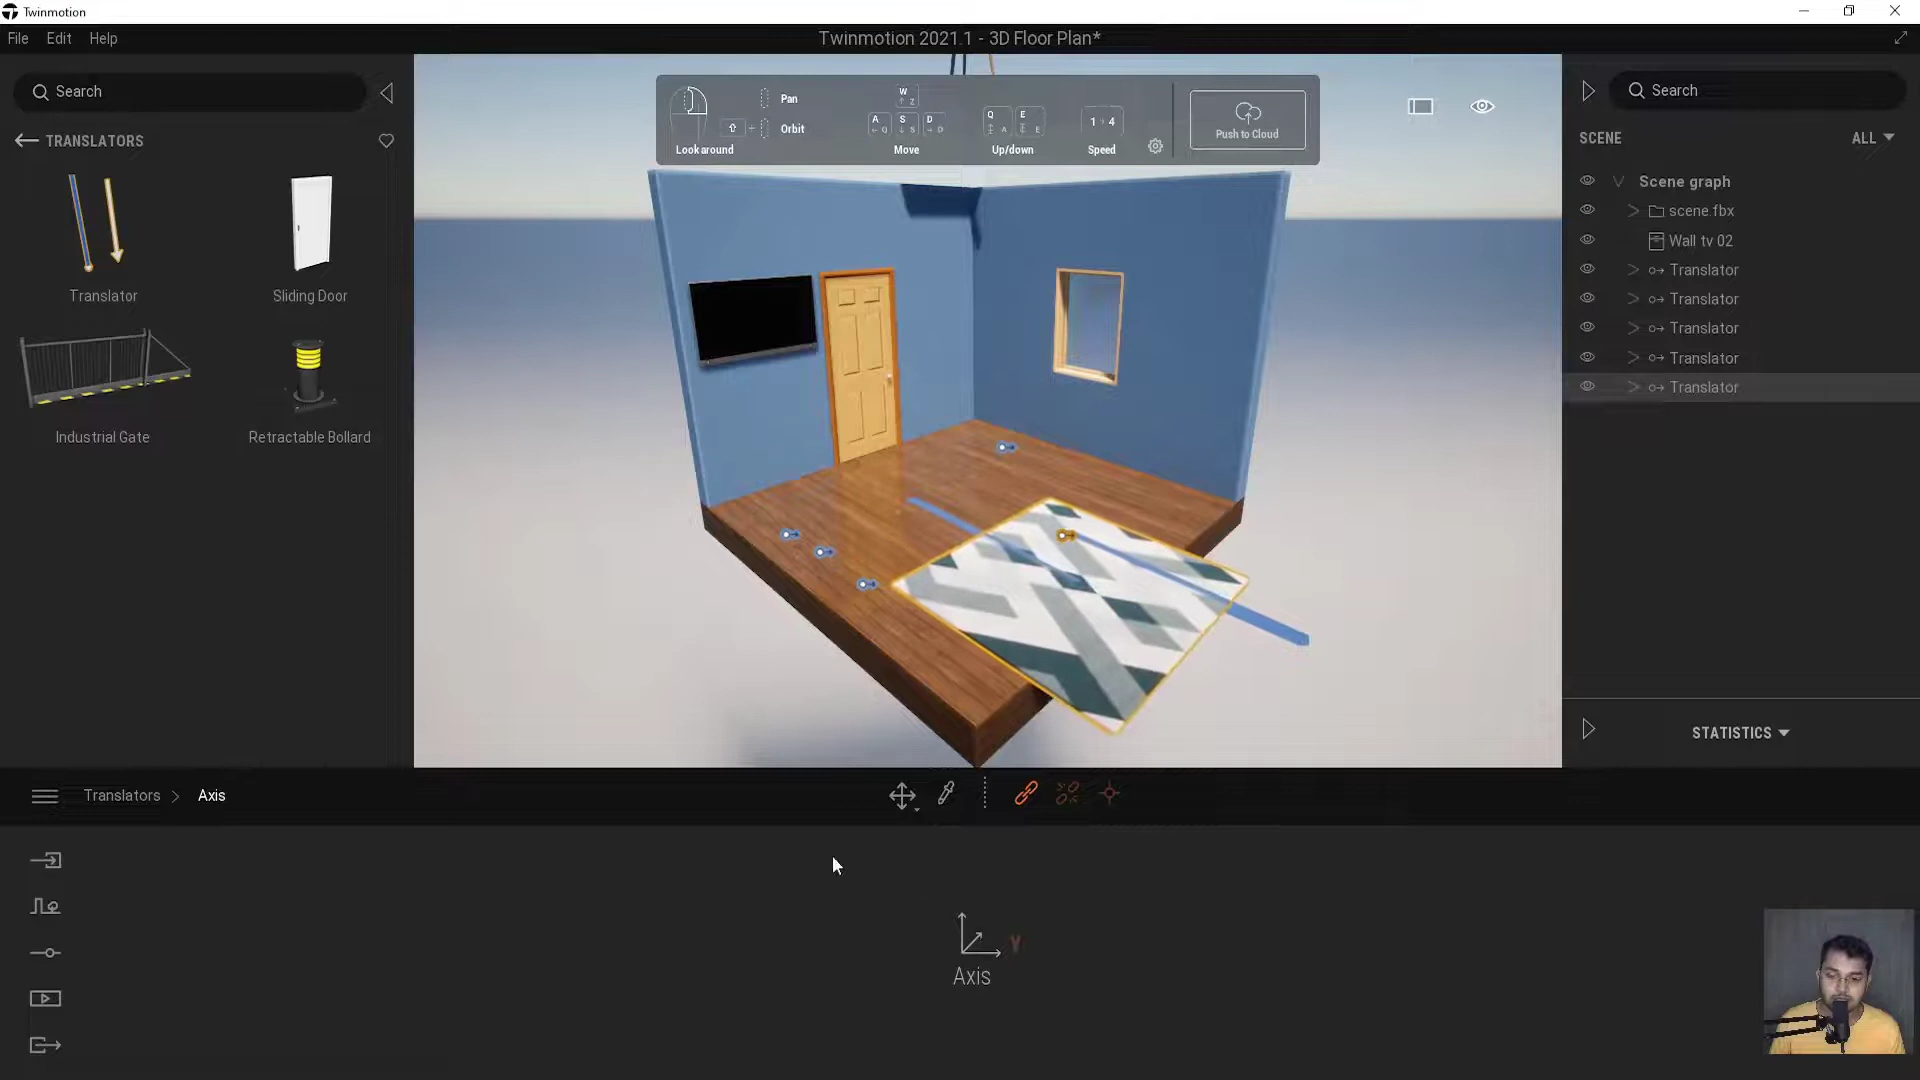 Twinmotion
File Edit Help
Twinmotion 2021.1 - 3D Floor Plan*
Search
TRANSLATORS
Translator
Sliding Door
Industrial Gate
Retractable Bollard
Look around
Pan
Orbit
W
Z
A Q S S D D
Move
Q A E E
Up/down
1 4
Speed
Push to Cloud
Search
SCENE
ALL
Scene graph
scene.fbx
Wall tv 02
Translator
Translator
Translator
Translator
Translator
STATISTICS
Translators > Axis
Y
Axis